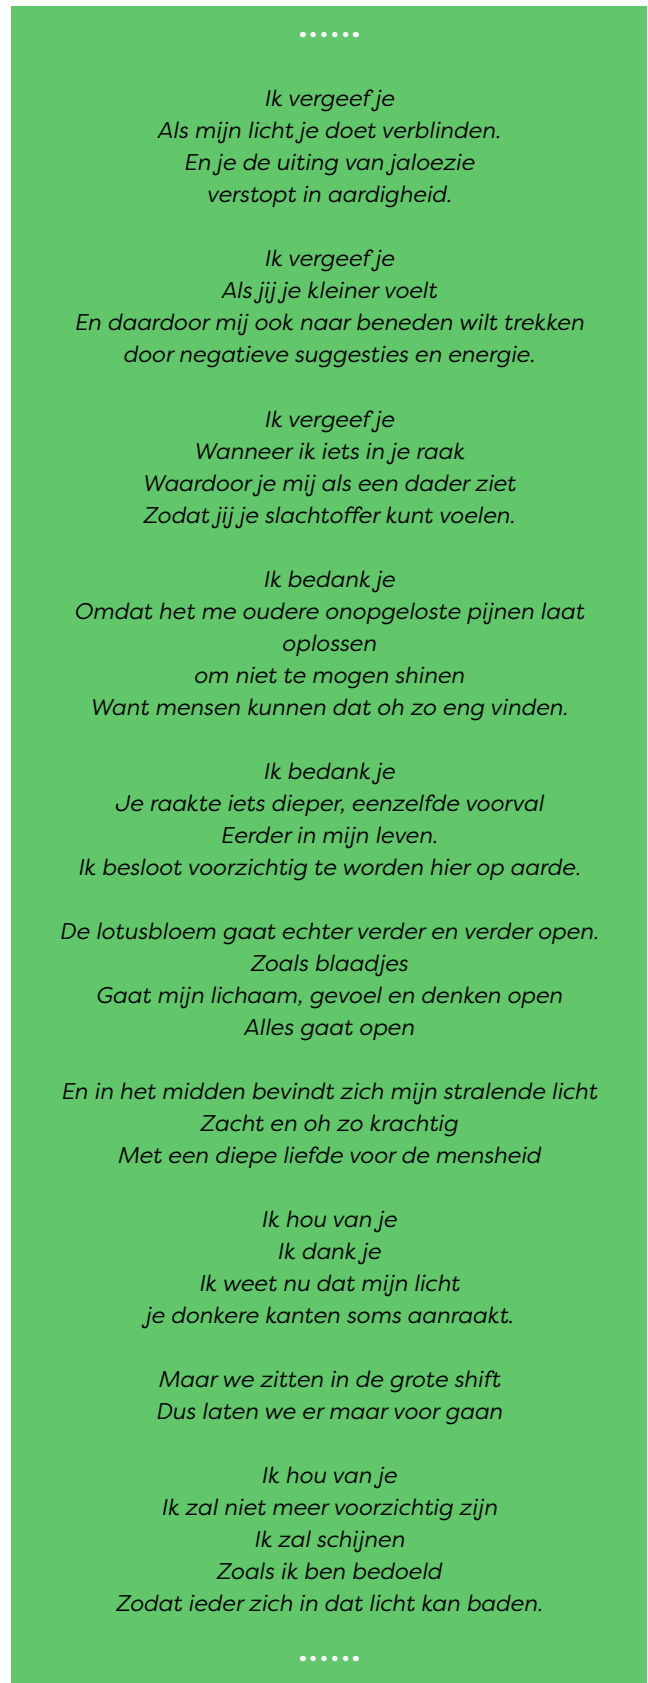 Ik vergeef je
Als mijn licht je doet verblinden.
En je de uiting van jaloezie
verstopt in aardigheid.
Ik vergeef je
Als jij je kleiner voelt
En daardoor mij ook naar beneden wilt trekken
door negatieve suggesties en energie.
Ik vergeef je
Wanneer ik iets in je raak
Waardoor je mij als een dader ziet
Zodat jij je slachtoffer kunt voelen.
Ik bedank je
Omdat het me oudere onopgeloste pijnen laat
oplossen
om niet te mogen shinen
Want mensen kunnen dat oh zo eng vinden.
Ik bedank je
Je raakte iets dieper, eenzelfde voorval
Eerder in mijn leven.
Ik besloot voorzichtig te worden hier op aarde.
De lotusbloem gaat echter verder en verder open.
Zoals blaadjes
Gaat mijn lichaam, gevoel en denken open
Alles gaat open
En in het midden bevindt zich mijn stralende licht
Zacht en oh zo krachtig
Met een diepe liefde voor de mensheid
Ik hou van je
Ik dank je
Ik weet nu dat mijn licht
je donkere kanten soms aanraakt.
Maar we zitten in de grote shift
Dus laten we er maar voor gaan
Ik hou van je
Ik zal niet meer voorzichtig zijn
Ik zal schijnen
Zoals ik ben bedoeld
Zodat ieder zich in dat licht kan baden.